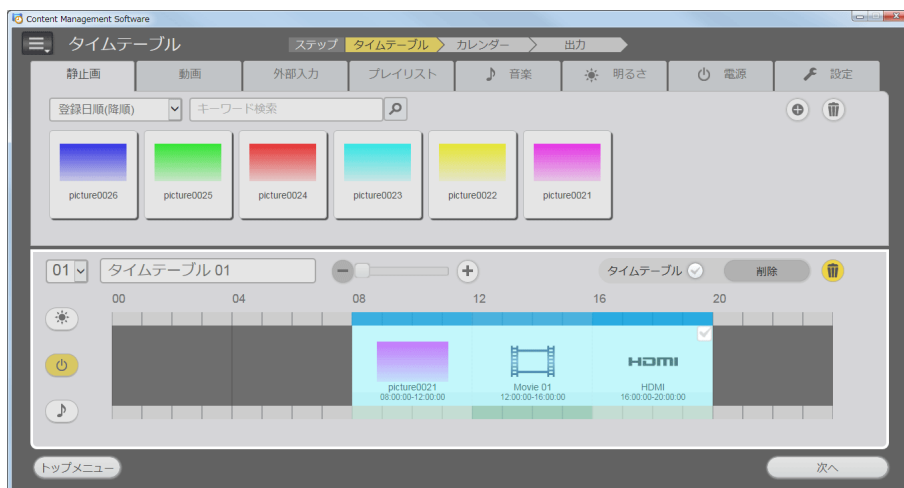 Content Management Software
タイムテーブル
ステップ タイムテーブル カレンダー 出力
静止画 動画 外部入力 プレイリスト 音楽 明るさ 電源 設定
登録日順(降順) キーワード検索
picture0026 picture0025 picture0024 picture0023 picture0022 picture0021
01 タイムテーブル 01 タイムテーブル 削除
00 04 08 12 16 20
HDMI
picture0021 Movie 01 HDMI
08:00:00-12:00:00 12:00:00-16:00:00 16:00:00-20:00:00
トップメニュー 次へ